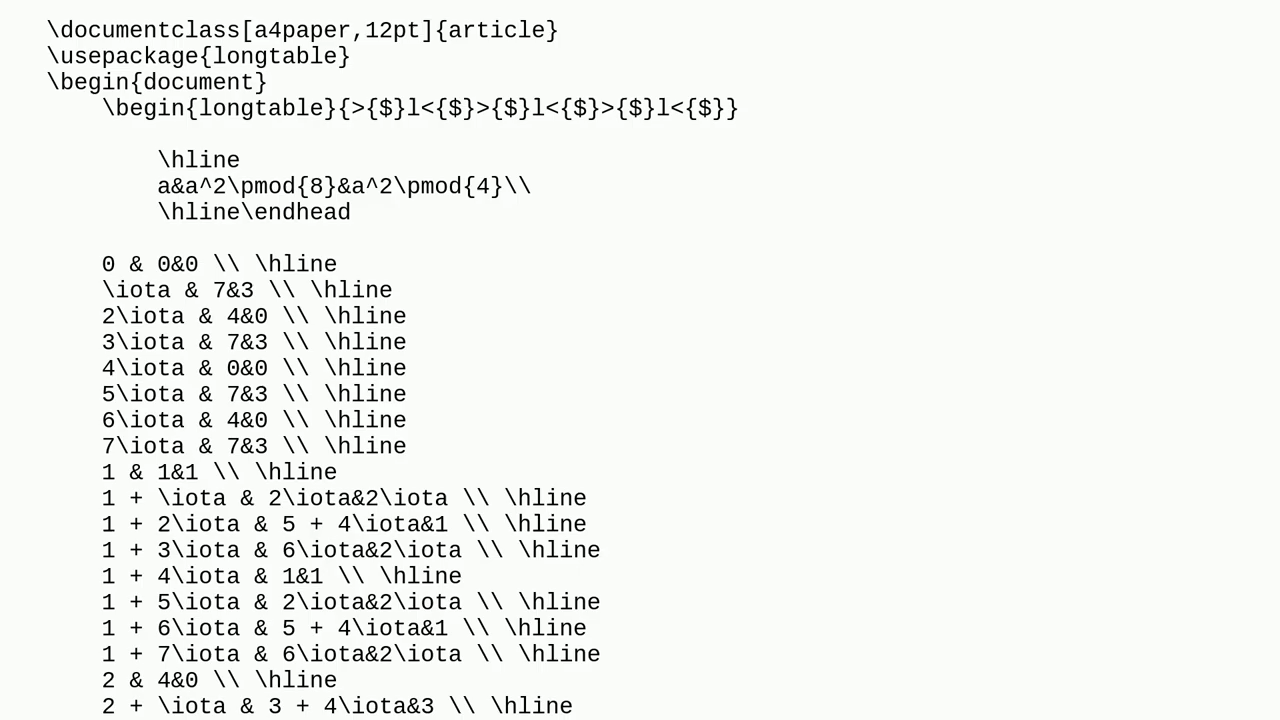 \documentclass[a4paper,12pt]{article}
\usepackage{longtable}
\begin{document}
\begin{longtable}{>{$}l<{$}>{$}l<{$}>{$}l<{$}}
\hline
a&a^2\pmod{8}&a^2\pmod{4}\\
\hline\endhead
0 & 0&0 \\ \hline
\iota & 7&3 \\ \hline
2\iota & 4&0 \\ \hline
3\iota & 7&3 \\ \hline
4\iota & 0&0 \\ \hline
5\iota & 7&3 \\ \hline
6\iota & 4&0 \\ \hline
7\iota & 7&3 \\ \hline
1 & 1&1 \\ \hline
1 + \iota & 2\iota&2\iota \\ \hline
1 + 2\iota & 5 + 4\iota&1 \\ \hline
1 + 3\iota & 6\iota&2\iota \\ \hline
1 + 4\iota & 1&1 \\ \hline
1 + 5\iota & 2\iota&2\iota \\ \hline
1 + 6\iota & 5 + 4\iota&1 \\ \hline
1 + 7\iota & 6\iota&2\iota \\ \hline
2 & 4&0 \\ \hline
2 + \iota & 3 + 4\iota&3 \\ \hline